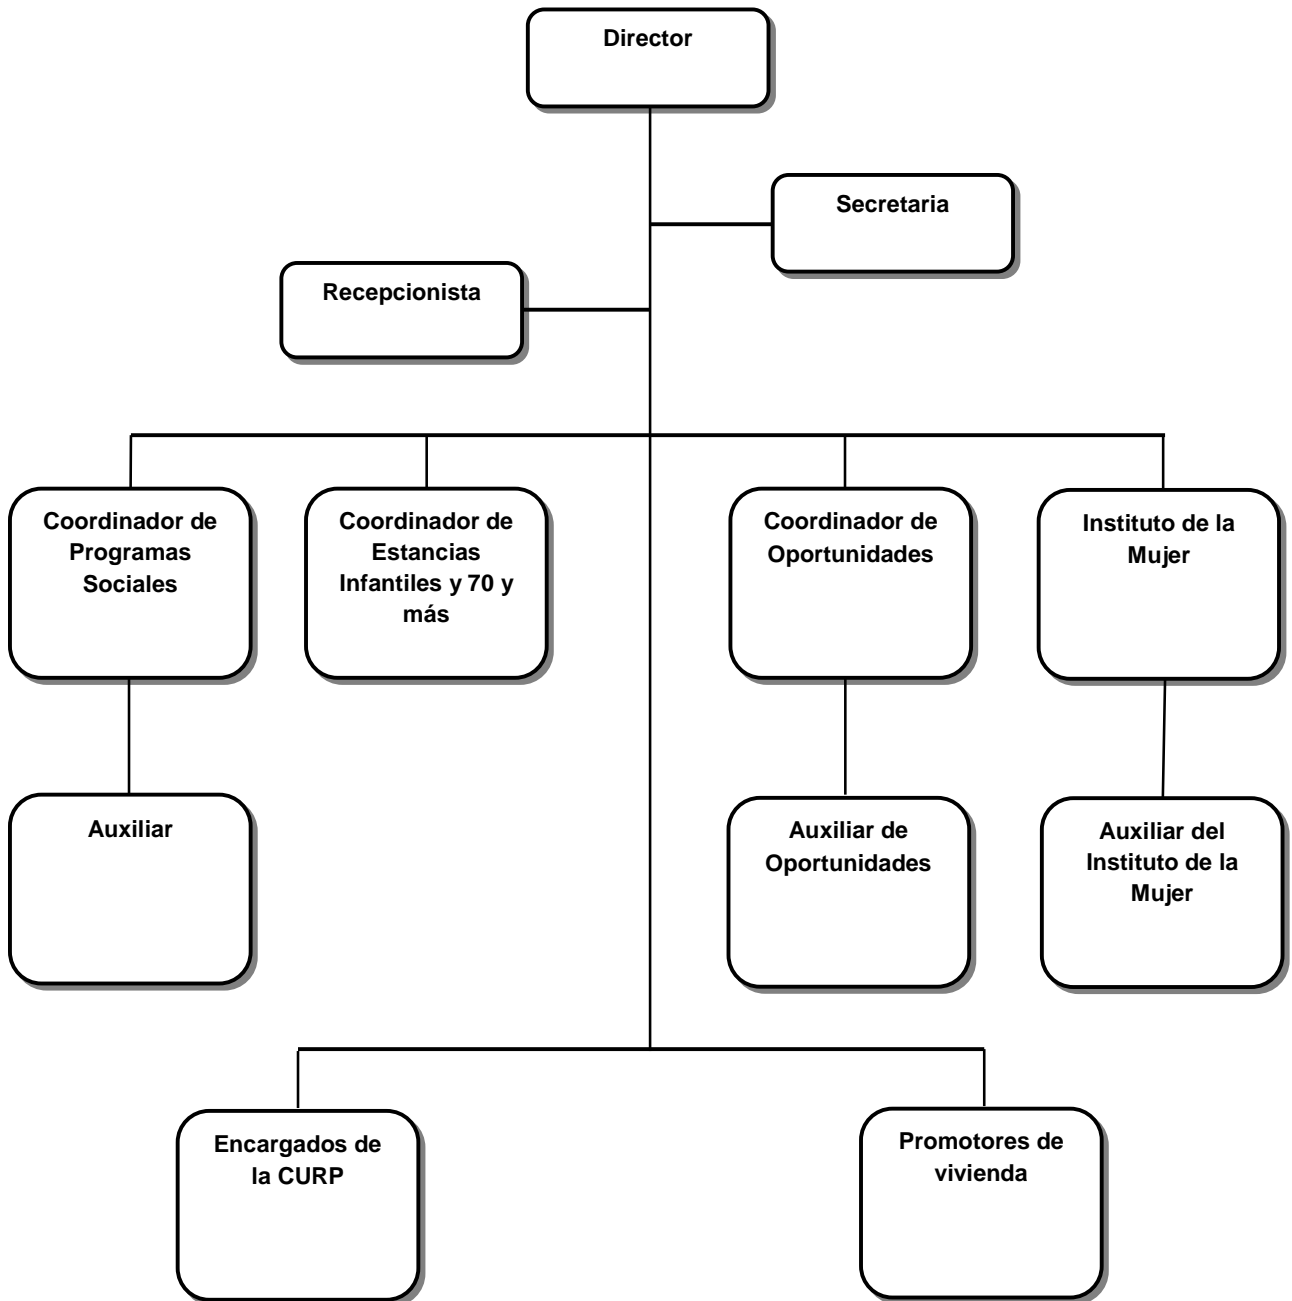 Director
Secretaria
Recepcionista
Coordinador de
Programas
Sociales
Coordinador de
Estancias
Infantiles y 70 y
más
Coordinador de
Oportunidades
Instituto de la
Mujer
Auxiliar
Auxiliar de
Oportunidades
Auxiliar del
Instituto de la
Mujer
Encargados de
la CURP
Promotores de
vivienda